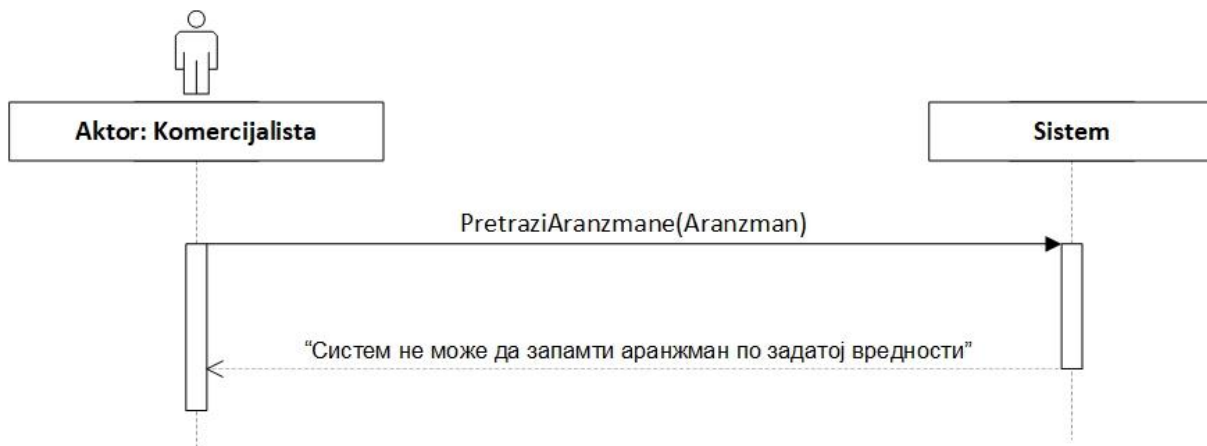 Aktor: Komercijalista
Sistem
PretraziAranzmane(Aranzman)
“Систем не може да запамти аранжман по задатој вредности”